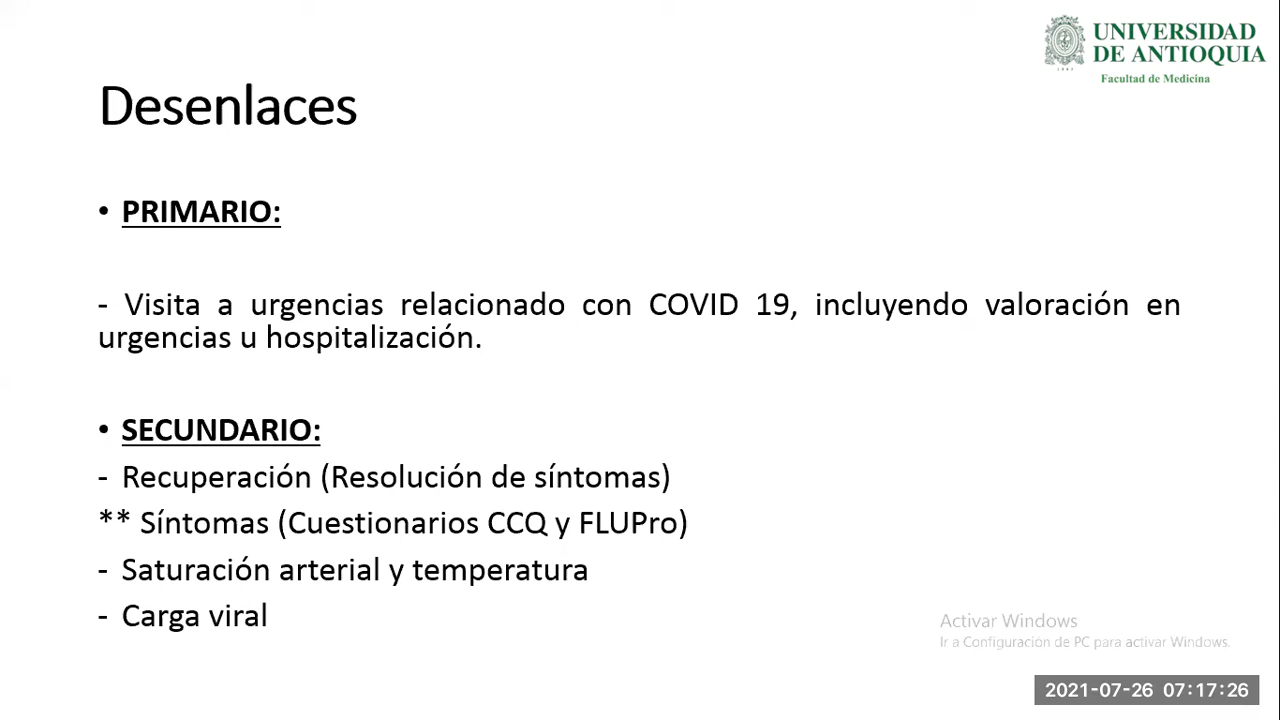 UNIVERSIDAD
DE ANTIOQUIA
Facultad de Medicina
Desenlaces
• PRIMARIO:
- Visita a urgencias relacionado con COVID 19, incluyendo valoración en
urgencias u hospitalización.
• SECUNDARIO:
- Recuperación (Resolución de síntomas)
** Síntomas (Cuestionarios CCQ y FLUPro)
- Saturación arterial y temperatura
- Carga viral
Activar Windows
Ir a Configuración de PC para activar Windows.
2021-07-26 07:17:26